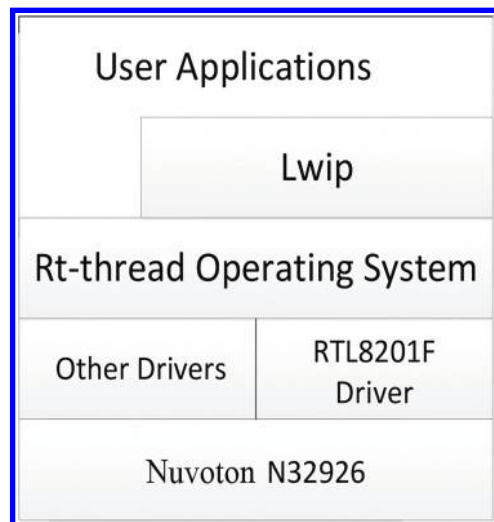 User Applications
Lwip
Rt-thread Operating System
Other Drivers
RTL8201F
Driver
Nuvoton N32926